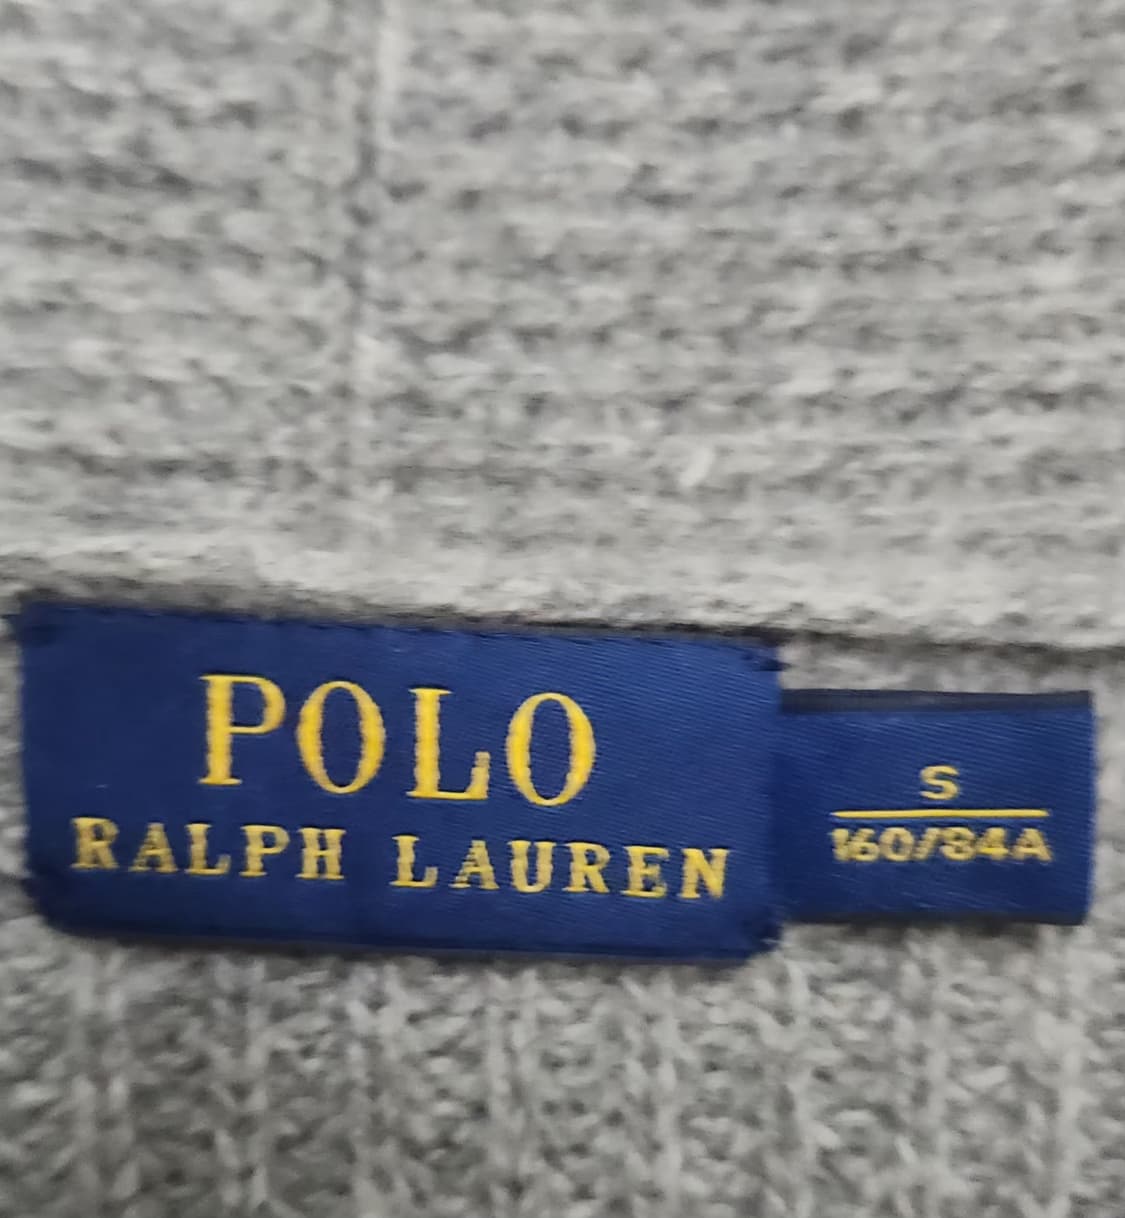 POLO
RALPH LAUREN
S
160/84A